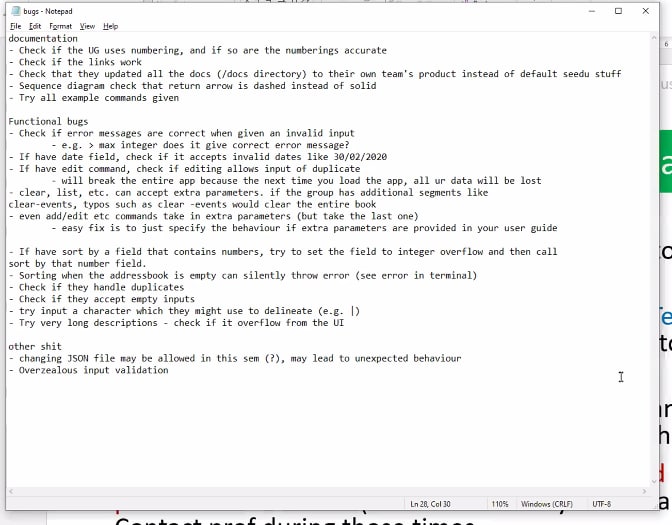 bugs - Notepad
File Edit Format View Help
documentation
- Check if the UG uses numbering, and if so are the numberings accurate
- Check if the links work
- Check that they updated all the docs (/docs directory) to their own team's product instead of default seedu stuff
- Sequence diagram check that return arrow is dashed instead of solid
- Try all example commands given
Functional bugs
- Check if error messages are correct when given an invalid input
- e.g. > max integer does it give correct error message?
- If have date field, check if it accepts invalid dates like 30/02/2020
- If have edit command, check if editing allows input of duplicate
- will break the entire app because the next time you load the app, all ur data will be lost
- clear, list, etc. can accept extra parameters. if the group has additional segments like
clear-events, typos such as clear -events would clear the entire book
- even add/edit etc commands take in extra parameters (but take the last one)
- easy fix is to just specify the behaviour if extra parameters are provided in your user guide
- If have sort by a field that contains numbers, try to set the field to integer overflow and then call
sort by that number field.
- Sorting when the addressbook is empty can silently throw error (see error in terminal)
- Check if they handle duplicates
- Check if they accept empty inputs
- try input a character which they might use to delineate (e.g. |)
- Try very long descriptions - check if it overflow from the UI
other shit
- changing JSON file may be allowed in this sem (?), may lead to unexpected behaviour
- Overzealous input validation
Ln 28, Col 30 110% Windows (CRLF) UTF-8
Contact prof during those times